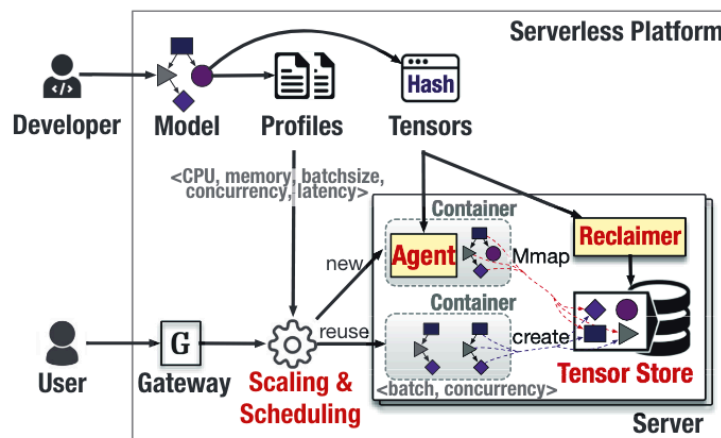 Serverless Platform
Hash
Developer
Model
Profiles
Tensors
<CPU, memory, batchsize,
concurrency, latency>
Container
Agent
Reclaimer
new
Mmap
Container
reuse
create
G
User
Gateway
Scaling &
Scheduling
<batch, concurrency>
Tensor Store
Server